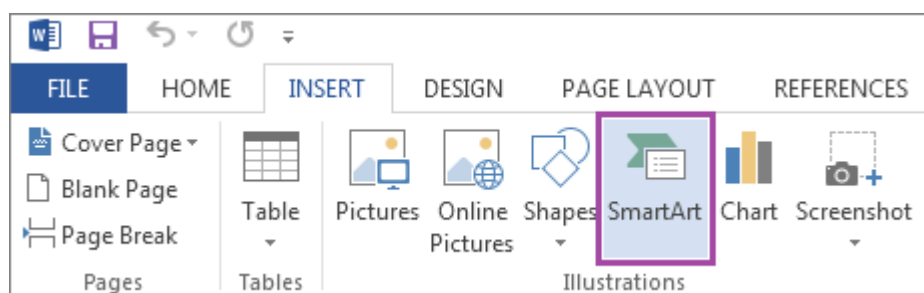 FILE HOME INSERT DESIGN PAGE LAYOUT REFERENCES
Cover Page
Blank Page
Page Break
Table
Pictures
Online
Pictures
Shapes
SmartArt
Chart
Screenshot
Pages Tables Illustrations